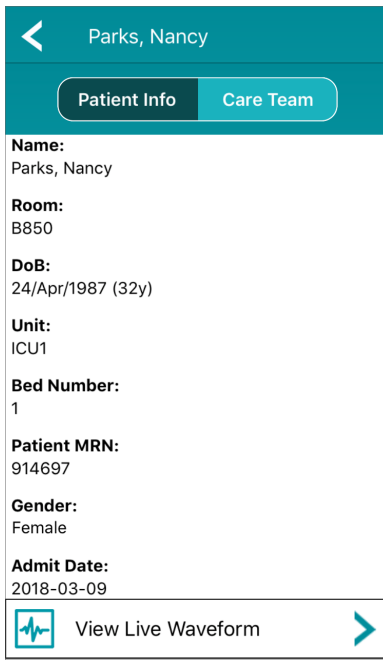 Parks, Nancy
Patient Info Care Team
Name:
Parks, Nancy
Room:
B850
DoB:
24/Apr/1987 (32y)
Unit:
ICU1
Bed Number:
1
Patient MRN:
914697
Gender:
Female
Admit Date:
2018-03-09
View Live Waveform